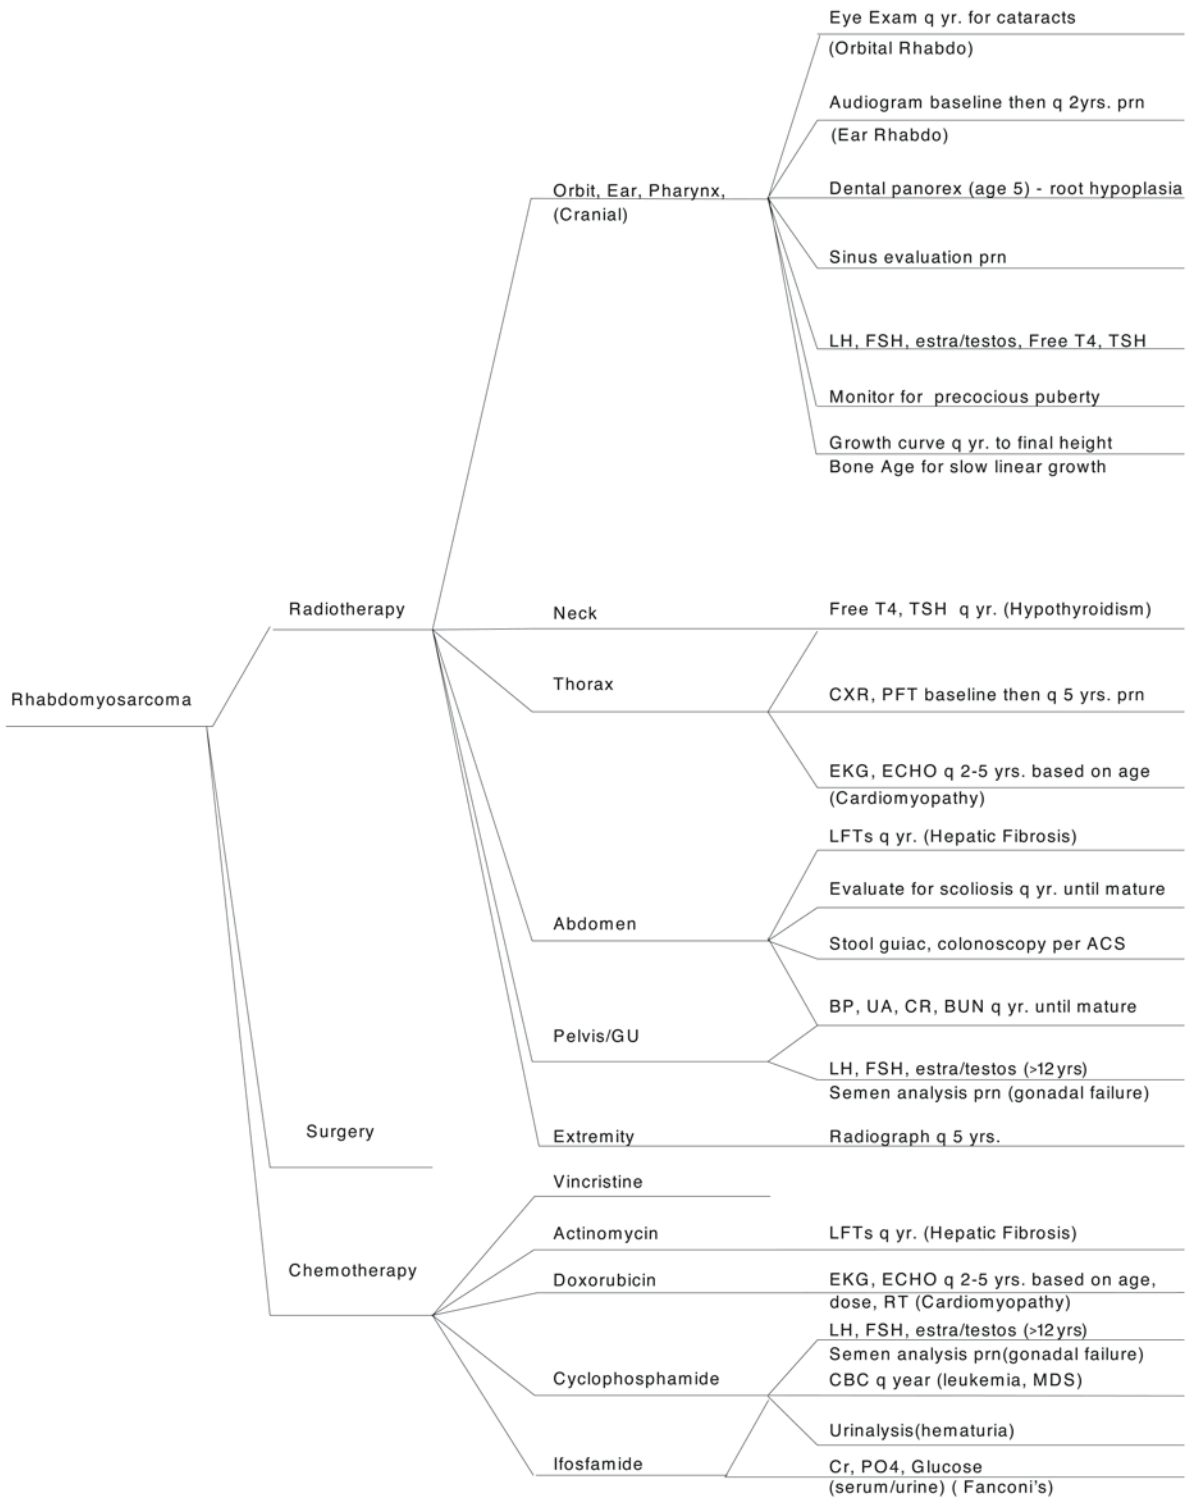 Eye Exam q yr. for cataracts
(Orbital Rhabdo)
Audiogram baseline then q 2yrs. prn
(Ear Rhabdo)
Orbit, Ear, Pharynx,
(Cranial)
Dental panorex (age 5) - root hypoplasia
Sinus evaluation prn
LH, FSH, estra/testos, Free T4, TSH
Monitor for precocious puberty
Growth curve q yr. to final height
Bone Age for slow linear growth
Radiotherapy
Neck
Free T4, TSH q yr. (Hypothyroidism)
Thorax
Rhabdomyosarcoma
CXR, PFT baseline then q 5 yrs. prn
EKG, ECHO q 2-5 yrs. based on age
(Cardiomyopathy)
LFTs q yr. (Hepatic Fibrosis)
Evaluate for scoliosis q yr. until mature
Abdomen
Stool guiac, colonoscopy per ACS
BP, UA, CR, BUN q yr. until mature
Pelvis/GU
LH, FSH, estra/testos (>12yrs)
Semen analysis prn (gonadal failure)
Surgery
Extremity
Radiograph q 5 yrs.
Vincristine
Actinomycin
LFTs q yr. (Hepatic Fibrosis)
Chemotherapy
Doxorubicin
EKG, ECHO q 2-5 yrs. based on age,
dose, RT (Cardiomyopathy)
LH, FSH, estra/testos (>12yrs)
Semen analysis prn(gonadal failure)
Cyclophosphamide
CBC q year (leukemia, MDS)
Urinalysis(hematuria)
Ifosfamide
Cr, PO4, Glucose
(serum/urine) ( Fanconi's)